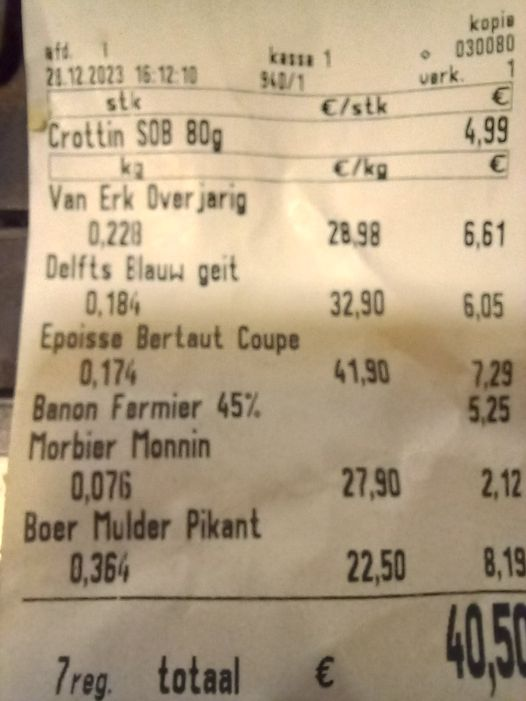 kopie
afd. 1 kassa 1 ◇ 030080
28.12.2023 16:12:10 940/1 verk. 1
stk €/stk €
Crottin SOB 80g 4,99
kg €/kg €
Van Erk Overjarig
0,228 28,98 6,61
Delfts Blauw geit
0,184 32,90 6,05
Epoisse Bertaut Coupe
0,174 41,90 7,29
Banon Fermier 45% 5,25
Morbier Monnin
0,076 27,90 2,12
Boer Mulder Pikant
0,364 22,50 8,19
7reg. totaal € 40,50